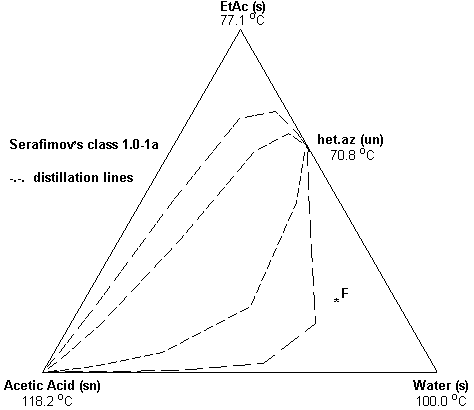 EtAc (s)
77.1 °C
Serafimov's class 1.0-1a
het.az (un)
70.8 °C
-.-. distillation lines
*F
Acetic Acid (sn)
118.2 °C
Water (s)
100.0 °C